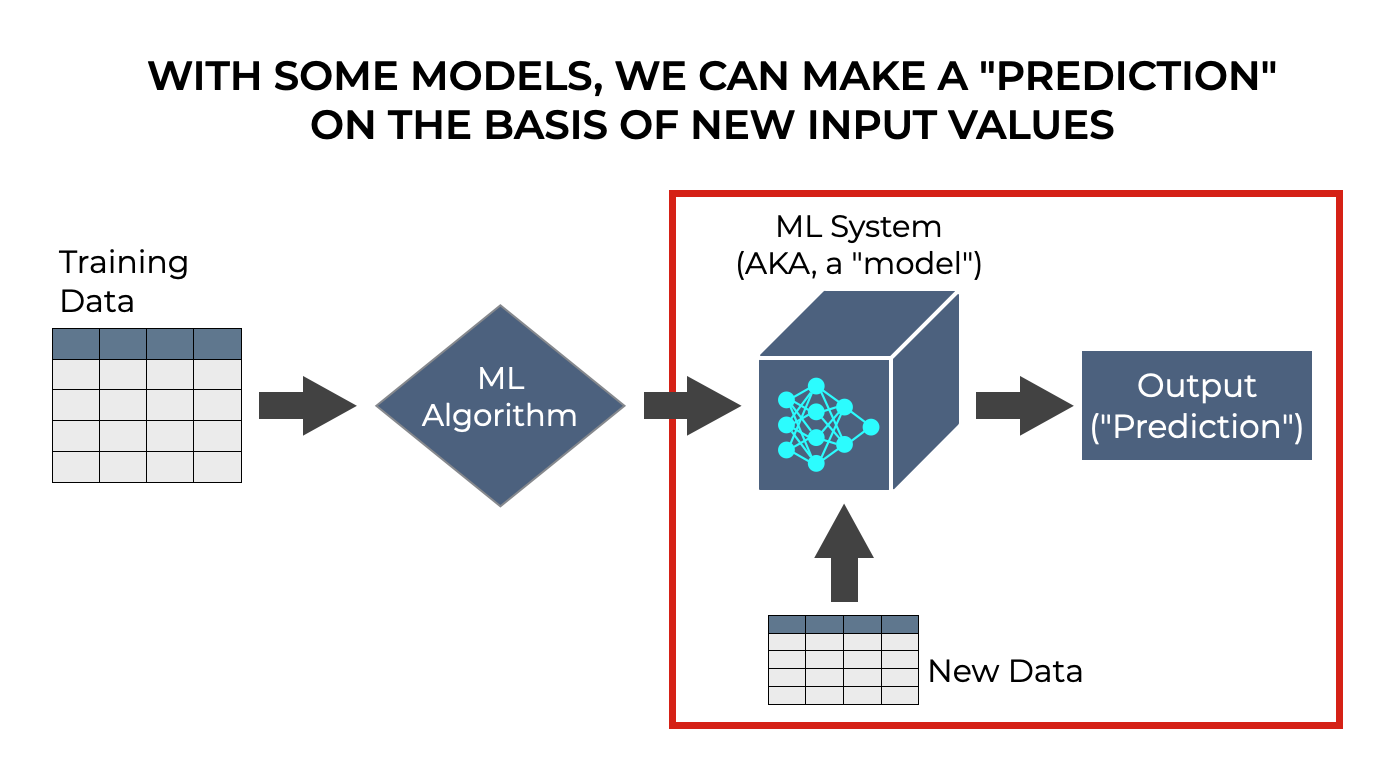 WITH SOME MODELS, WE CAN MAKE A "PREDICTION"
ON THE BASIS OF NEW INPUT VALUES
Training
Data
ML
Algorithm
ML System
(AKA, a "model")
Output
("Prediction")
New Data